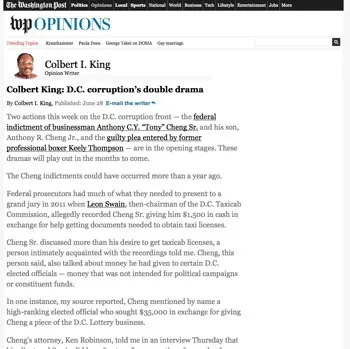 The Washington Post
Politics Opinions Local Sports National World Business Tech Lifestyle Entertainment Jobs More
wp OPINIONS
Trending Topics Krauthammer Paula Deen George Takei on DOMA Gay marriage
Colbert I. King
Opinion Writer
Colbert King: D.C. corruption’s double drama
By Colbert I. King, Published: June 28 E-mail the writer
Two actions this week on the D.C. corruption front — the federal
indictment of businessman Anthony C.Y. “Tony” Cheng Sr. and his son,
Anthony R. Cheng Jr., and the guilty plea entered by former
professional boxer Keely Thompson — are in the opening stages. These
dramas will play out in the months to come.
The Cheng indictments could have occurred more than a year ago.
Federal prosecutors had much of what they needed to present to a
grand jury in 2011 when Leon Swain, then-chairman of the D.C. Taxicab
Commission, allegedly recorded Cheng Sr. giving him $1,500 in cash in
exchange for help getting documents needed to obtain taxi licenses.
Cheng Sr. discussed more than his desire to get taxicab licenses, a
person intimately acquainted with the recordings told me. Cheng, this
person said, also talked about money he had given to certain D.C.
elected officials — money that was not intended for political campaigns
or constituent funds.
In one instance, my source reported, Cheng mentioned by name a
high-ranking elected official who sought $35,000 in exchange for giving
Cheng a piece of the D.C. Lottery business.
Cheng’s attorney, Ken Robinson, told me in an interview Thursday that